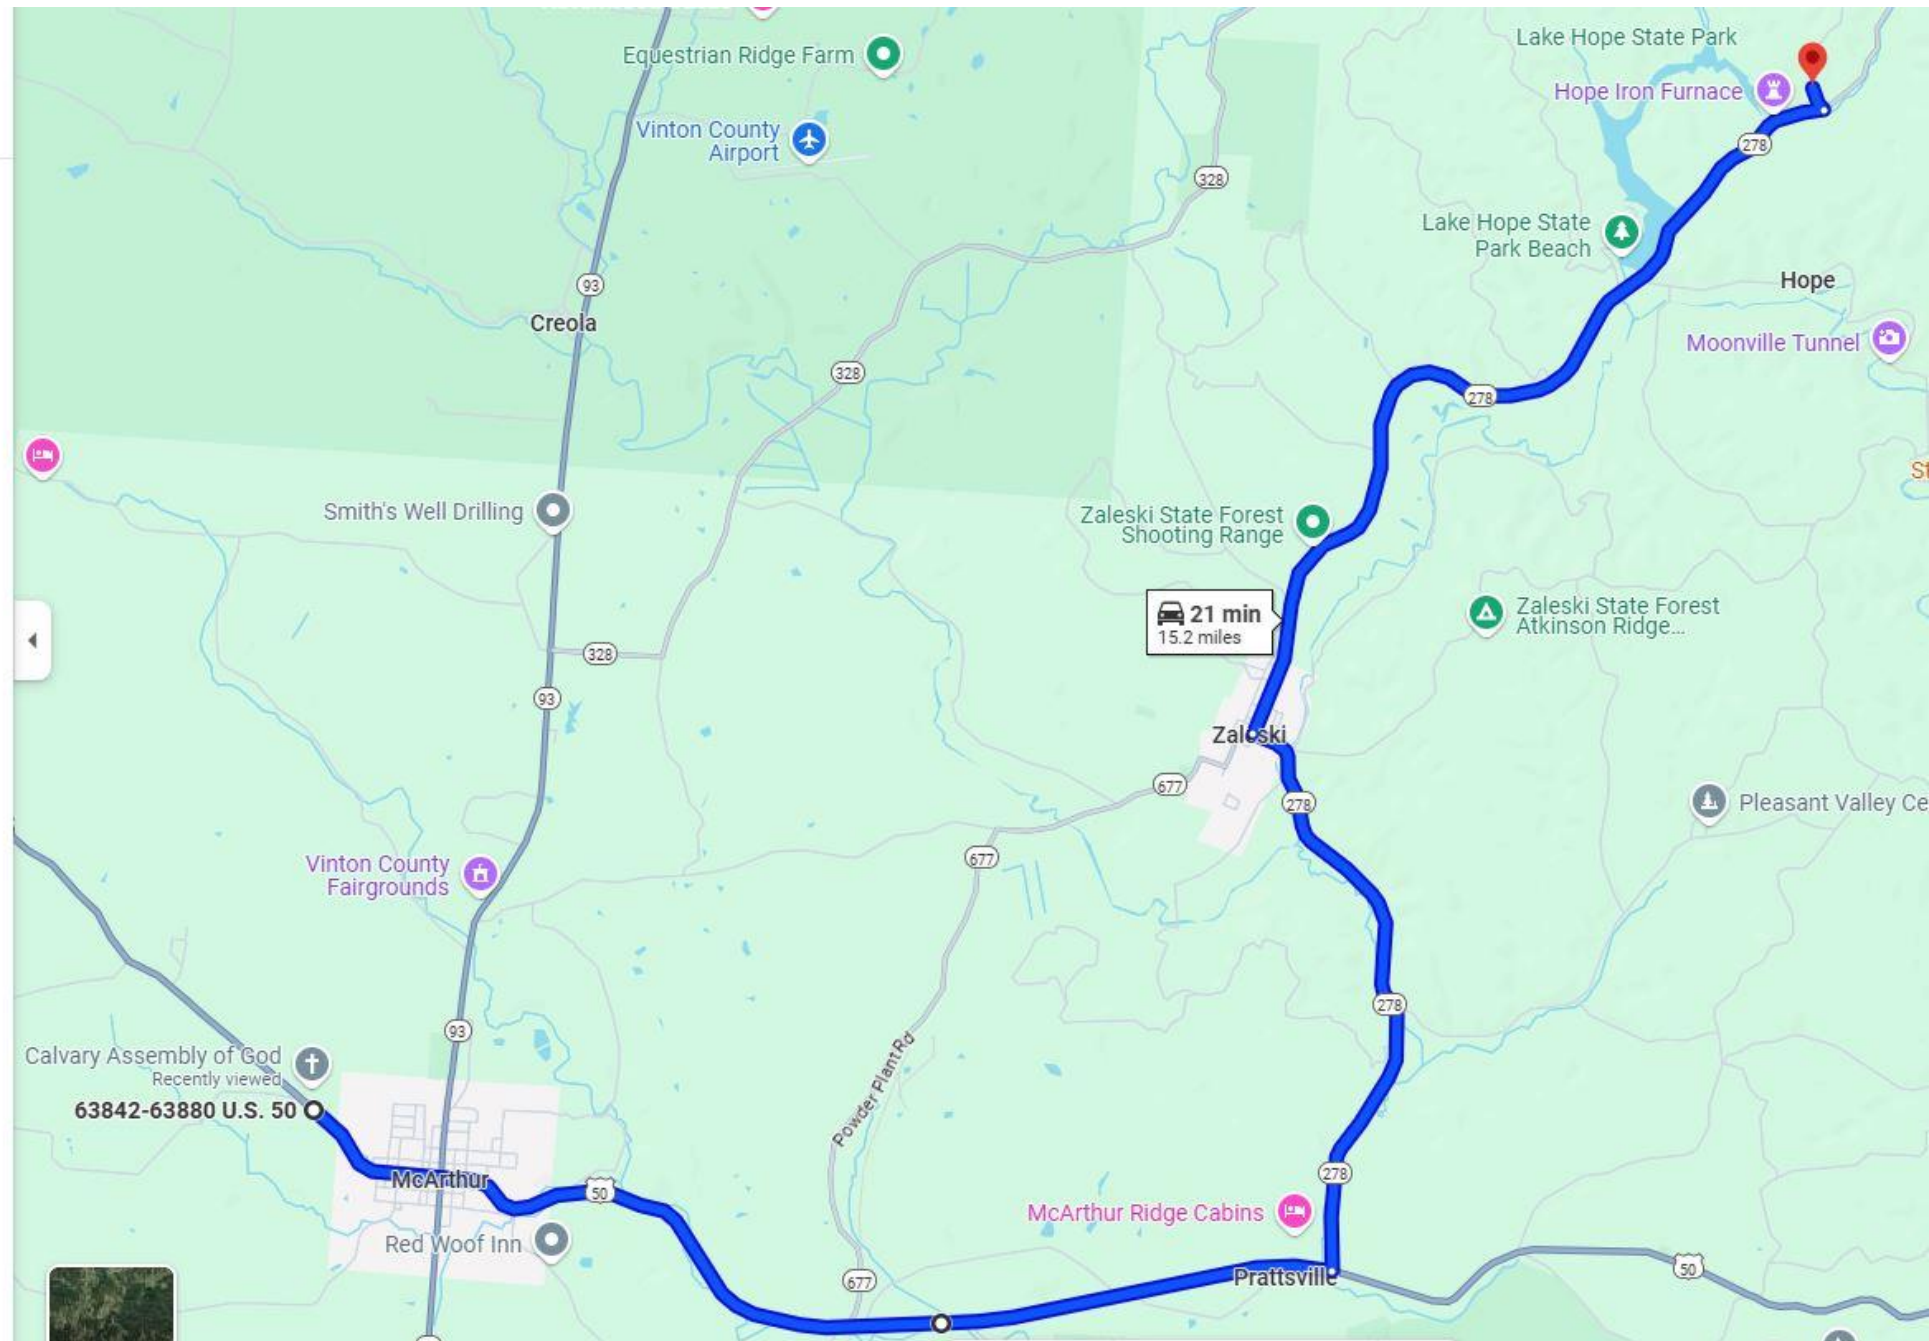 Equestrian Ridge Farm
Lake Hope State Park
Hope Iron Furnace
Vinton County
Airport
278
328
Lake Hope State
Park Beach
Hope
93
Creola
Moonville Tunnel
328
278
St
Smith's Well Drilling
Zaleski State Forest
Shooting Range
21 min
15.2 miles
Zaleski State Forest
Atkinson Ridge...
328
93
Zaleski
677
278
Pleasant Valley Ce
677
Vinton County
Fairgrounds
278
93
Calvary Assembly of God
Recently viewed
63842-63880 U.S. 50
Powder Plant Rd
McArthur
50
278
McArthur Ridge Cabins
Red Woof Inn
677
Prattsville
50